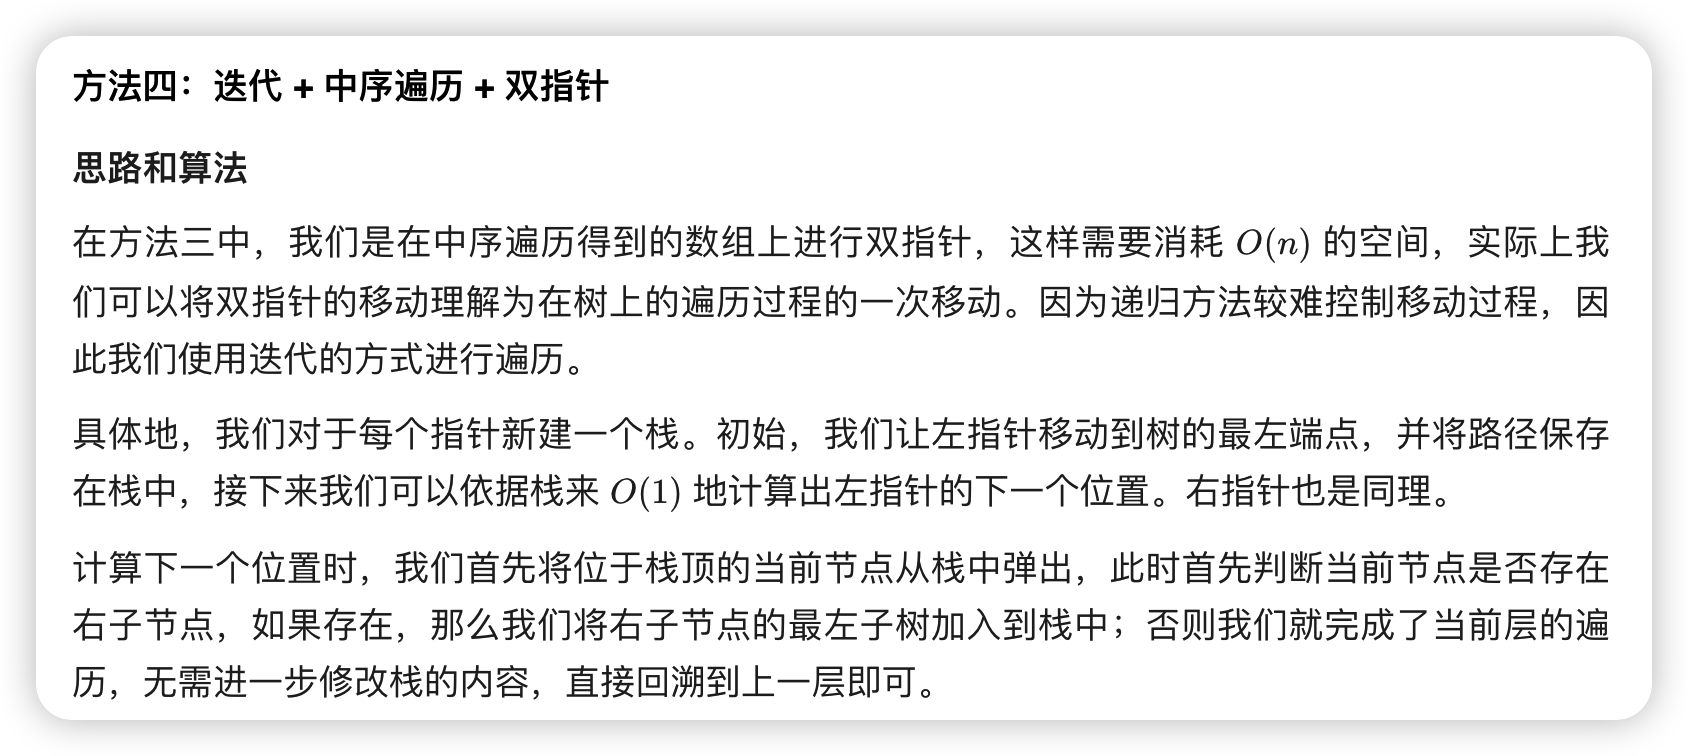 方法四：迭代 + 中序遍历 + 双指针
思路和算法
在方法三中，我们是在中序遍历得到的数组上进行双指针，这样需要消耗 O(n) 的空间，实际上我
们可以将双指针的移动理解为在树上的遍历过程的一次移动。因为递归方法较难控制移动过程，因
此我们使用迭代的方式进行遍历。
具体地，我们对于每个指针新建一个栈。初始，我们让左指针移动到树的最左端点，并将路径保存
在栈中，接下来我们可以依据栈来 O(1) 地计算出左指针的下一个位置。右指针也是同理。
计算下一个位置时，我们首先将位于栈顶的当前节点从栈中弹出，此时首先判断当前节点是否存在
右子节点，如果存在，那么我们将右子节点的最左子树加入到栈中；否则我们就完成了当前层的遍
历，无需进一步修改栈的内容，直接回溯到上一层即可。